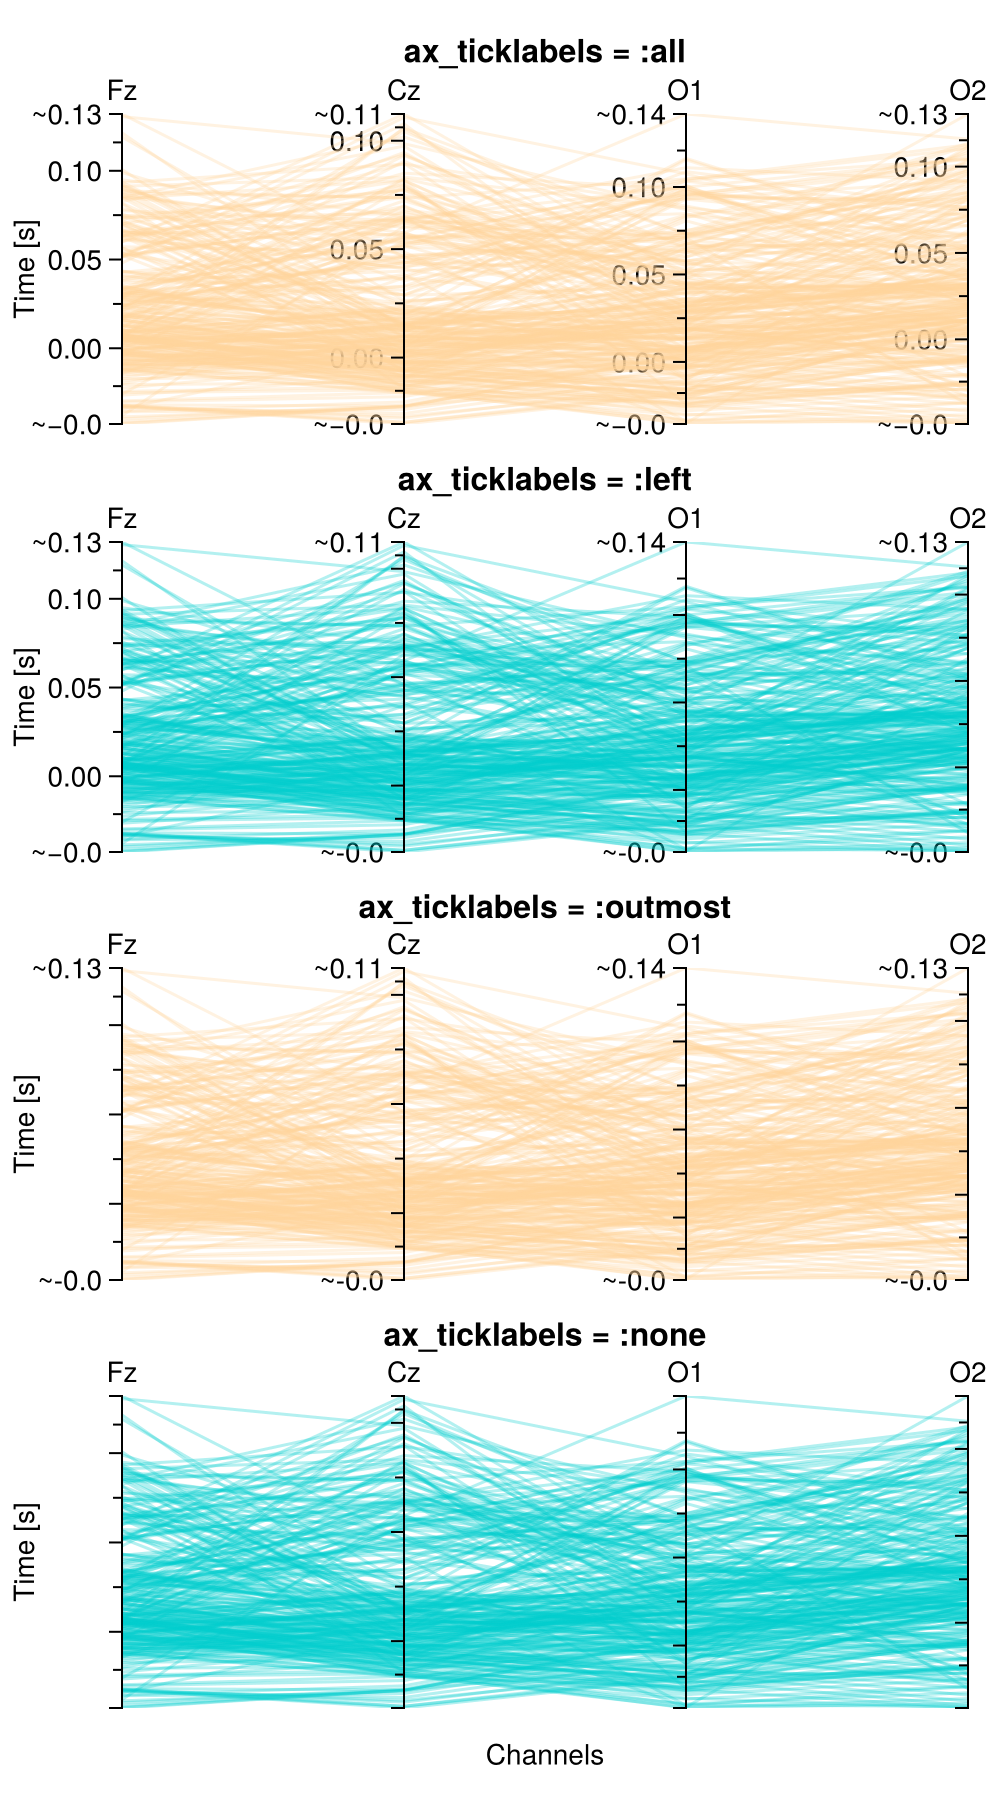 ax_ticklabels = :all
Fz Cz O1 O2
~0.13 ~0.11 ~0.14 ~0.13
0.10 0.10 0.10 0.10
0.05 0.05 0.05 0.05
0.00 0.00 0.00 0.00
~−0.0 ~−0.0 ~−0.0 ~−0.0
Time [s]
ax_ticklabels = :left
Fz Cz O1 O2
~0.13 ~0.11 ~0.14 ~0.13
0.10
0.05
0.00
~−0.0 ~-0.0 ~-0.0 ~-0.0
Time [s]
ax_ticklabels = :outmost
Fz Cz O1 O2
~0.13 ~0.11 ~0.14 ~0.13
~-0.0 ~-0.0 ~-0.0 ~-0.0
Time [s]
ax_ticklabels = :none
Fz Cz O1 O2
Time [s]
Channels